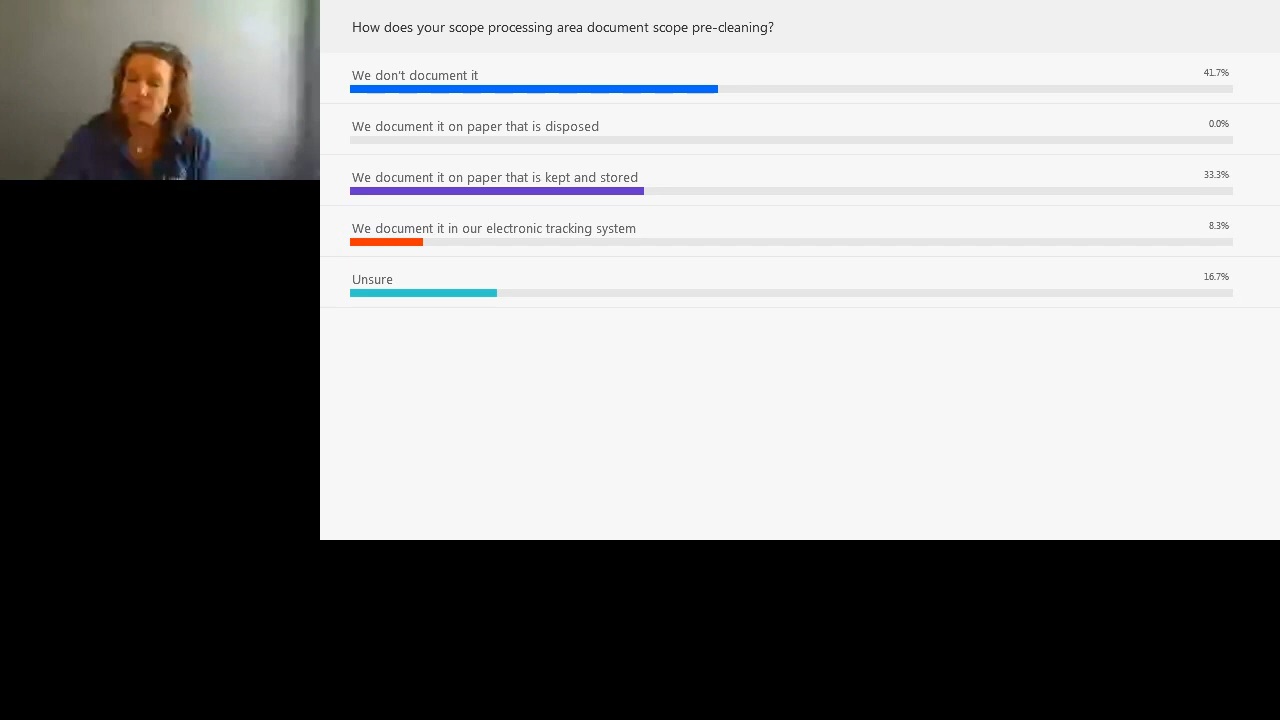 How does your scope processing area document scope pre-cleaning?
We don't document it
41.7%
We document it on paper that is disposed
0.0%
We document it on paper that is kept and stored
33.3%
We document it in our electronic tracking system
8.3%
Unsure
16.7%